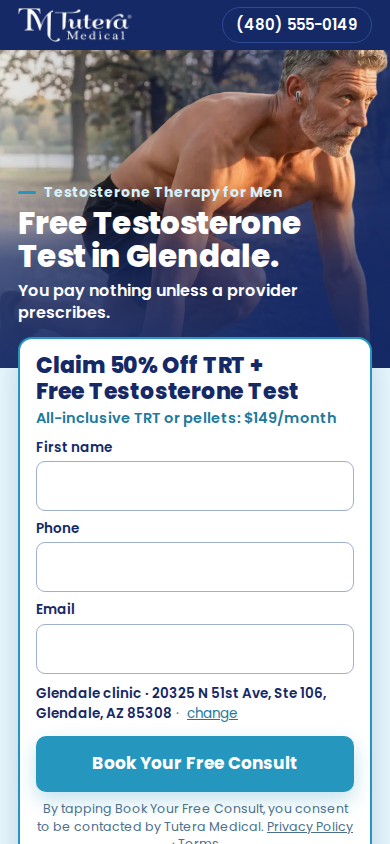 Tutera
Medical
(480) 555-0149
Testosterone Therapy for Men
Free Testosterone
Test in Glendale.
You pay nothing unless a provider
prescribes.
Claim 50% Off TRT +
Free Testosterone Test
All-inclusive TRT or pellets: $149/month
First name
Phone
Email
Glendale clinic · 20325 N 51st Ave, Ste 106,
Glendale, AZ 85308 · change
Book Your Free Consult
By tapping Book Your Free Consult, you consent
to be contacted by Tutera Medical. Privacy Policy
· Terms